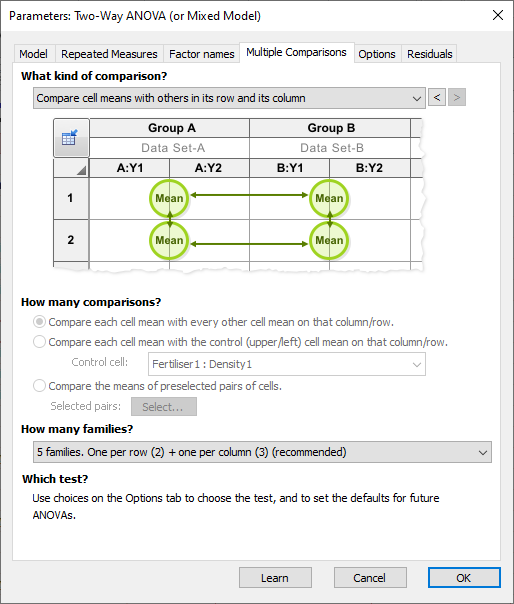 Parameters: Two-Way ANOVA (or Mixed Model)
Model Repeated Measures Factor names Multiple Comparisons Options Residuals
What kind of comparison?
Compare cell means with others in its row and its column < >
Group A Group B
Data Set-A Data Set-B
A:Y1 A:Y2 B:Y1 B:Y2
1 Mean Mean
2 Mean Mean
How many comparisons?
Compare each cell mean with every other cell mean on that column/row.
Compare each cell mean with the control (upper/left) cell mean on that column/row.
Control cell: Fertiliser1 : Density1
Compare the means of preselected pairs of cells.
Selected pairs: Select...
How many families?
5 families. One per row (2) + one per column (3) (recommended)
Which test?
Use choices on the Options tab to choose the test, and to set the defaults for future
ANOVAs.
Learn Cancel OK